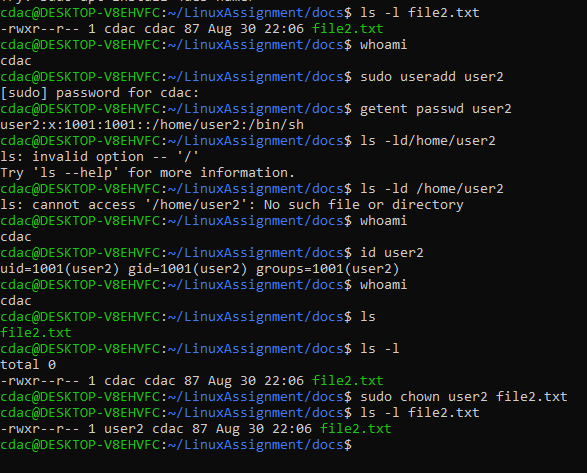 cdac@DESKTOP-V8EHVFC:~/LinuxAssignment/docs$ ls -l file2.txt
-rwxr--r-- 1 cdac cdac 87 Aug 30 22:06 file2.txt
cdac@DESKTOP-V8EHVFC:~/LinuxAssignment/docs$ whoami
cdac
cdac@DESKTOP-V8EHVFC:~/LinuxAssignment/docs$ sudo useradd user2
[sudo] password for cdac:
cdac@DESKTOP-V8EHVFC:~/LinuxAssignment/docs$ getent passwd user2
user2:x:1001:1001::/home/user2:/bin/sh
cdac@DESKTOP-V8EHVFC:~/LinuxAssignment/docs$ ls -ld/home/user2
ls: invalid option -- '/'
Try 'ls --help' for more information.
cdac@DESKTOP-V8EHVFC:~/LinuxAssignment/docs$ ls -ld /home/user2
ls: cannot access '/home/user2': No such file or directory
cdac@DESKTOP-V8EHVFC:~/LinuxAssignment/docs$ whoami
cdac
cdac@DESKTOP-V8EHVFC:~/LinuxAssignment/docs$ id user2
uid=1001(user2) gid=1001(user2) groups=1001(user2)
cdac@DESKTOP-V8EHVFC:~/LinuxAssignment/docs$ whoami
cdac
cdac@DESKTOP-V8EHVFC:~/LinuxAssignment/docs$ ls
file2.txt
cdac@DESKTOP-V8EHVFC:~/LinuxAssignment/docs$ ls -l
total 0
-rwxr--r-- 1 cdac cdac 87 Aug 30 22:06 file2.txt
cdac@DESKTOP-V8EHVFC:~/LinuxAssignment/docs$ sudo chown user2 file2.txt
cdac@DESKTOP-V8EHVFC:~/LinuxAssignment/docs$ ls -l file2.txt
-rwxr--r-- 1 user2 cdac 87 Aug 30 22:06 file2.txt
cdac@DESKTOP-V8EHVFC:~/LinuxAssignment/docs$